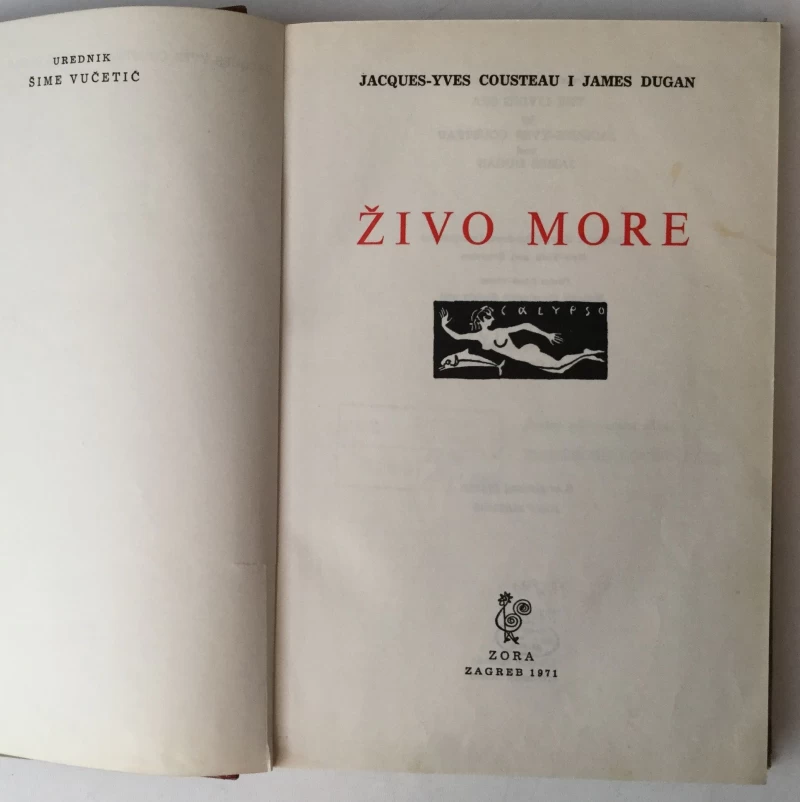 UREDNIK
ŠIME VUČETIĆ
JACQUES-YVES COUSTEAU I JAMES DUGAN
ŽIVO MORE
CALYPSO
ZORA
ZAGREB 1971